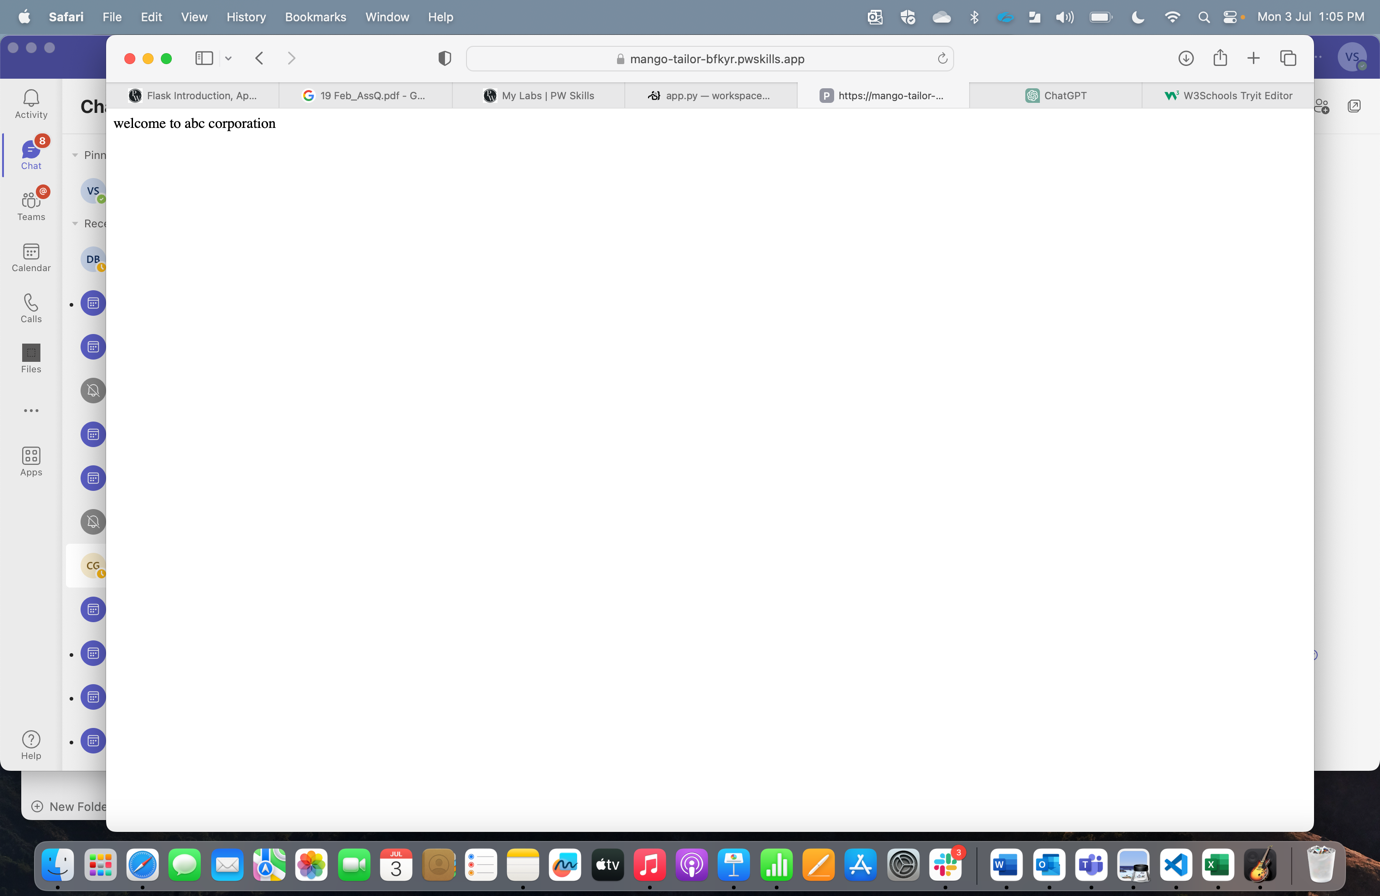 Safari File Edit View History Bookmarks Window Help Mon 3 Jul 1:05 PM
mango-tailor-bfkyr.pwskills.app
VS
Flask Introduction, Ap... 19 Feb_AssQ.pdf - G... My Labs | PW Skills app.py — workspace... P https://mango-tailor-... ChatGPT W3Schools Tryit Editor
welcome to abc corporation
Activity
Cha
8
Chat
Pinn
@
Teams
VS
Rece
Calendar
DB
Calls
Files
Apps
CG
Help
New Folde
JUL
3
tv
3